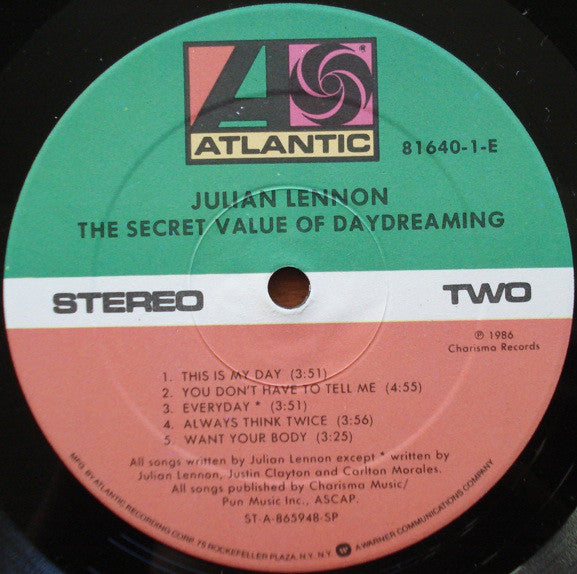 ATLANTIC
®
81640-1-E
JULIAN LENNON
THE SECRET VALUE OF DAYDREAMING
STEREO
TWO
℗ 1986
Charisma Records
1. THIS IS MY DAY (3:51)
2. YOU DON'T HAVE TO TELL ME (4:55)
3. EVERYDAY * (3:51)
4. ALWAYS THINK TWICE (3:56)
5 WANT YOUR BODY (3:25)
All songs written by Julian Lennon except * written by
Julian Lennon, Justin Clayton and Carlton Morales.
All songs published by Charisma Music/
Pun Music Inc., ASCAP.
ST-A-865948-SP
MFG. BY ATLANTIC RECORDING CORP. 75 ROCKEFELLER PLAZA, N.Y., N.Y. W A WARNER COMMUNICATIONS COMPANY